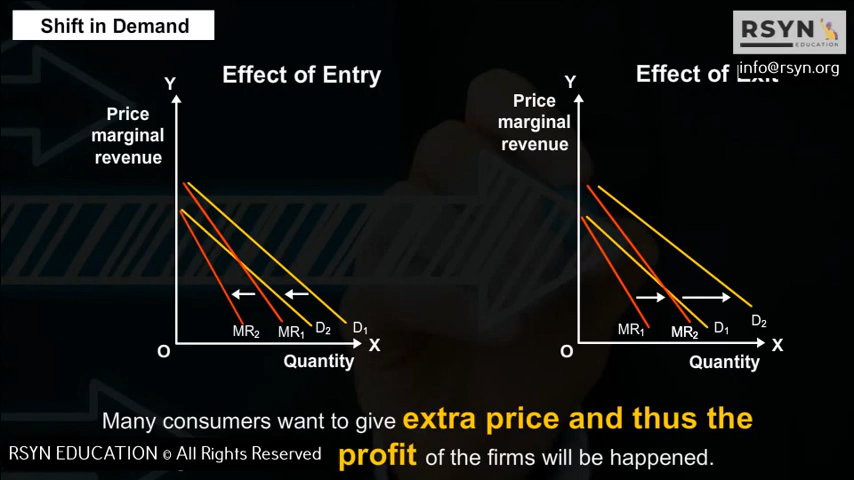 Shift in Demand
RSYN
EDUCATION
info@rsyn.org
Effect of Entry
Effect of Exit
Y
Price
marginal
revenue
MR2
MR1
D2
D1
O
X
Quantity
Y
Price
marginal
revenue
MR1
MR2
D1
D2
O
X
Quantity
Many consumers want to give extra price and thus the
RSYN EDUCATION © All Rights Reserved
profit of the firms will be happened.